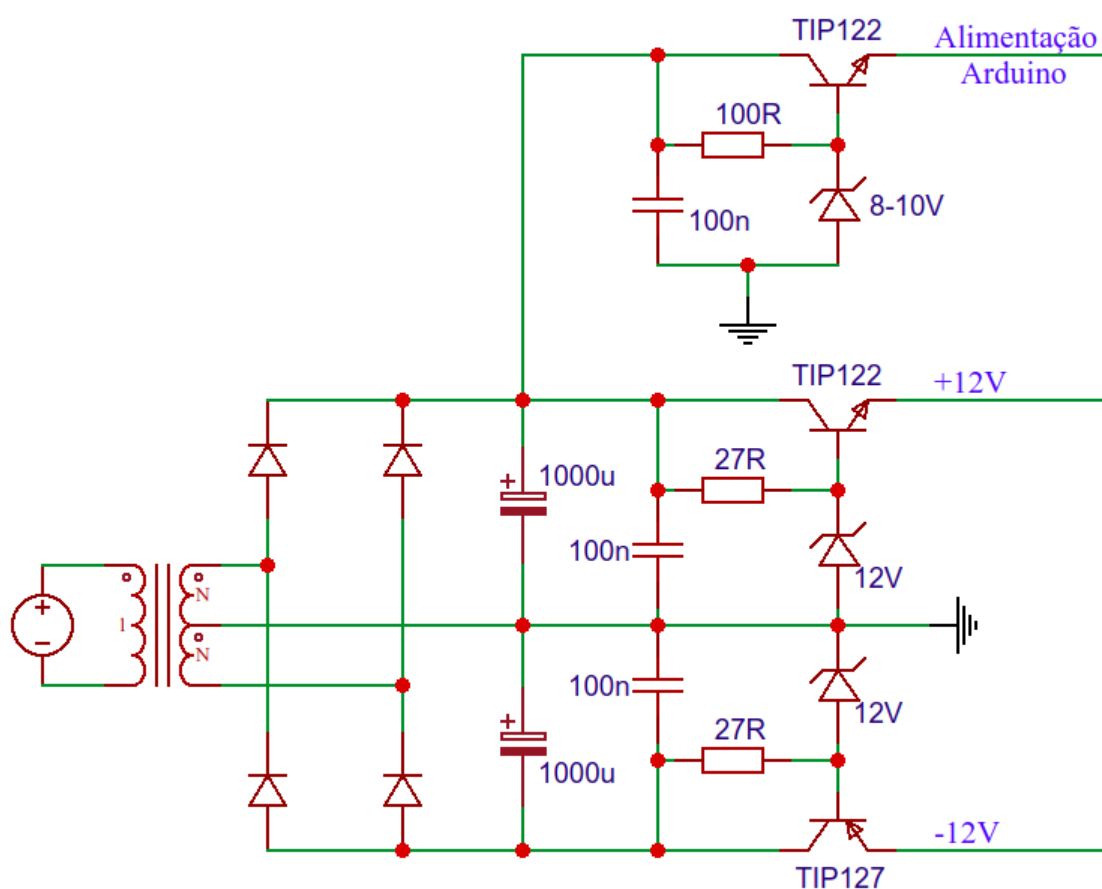 TIP122
Alimentação
Arduino
100R
100n
8-10V
TIP122
+12V
27R
1000u
+
100n
12V
N
1
N
+
100n
12V
27R
+
1000u
-12V
TIP127